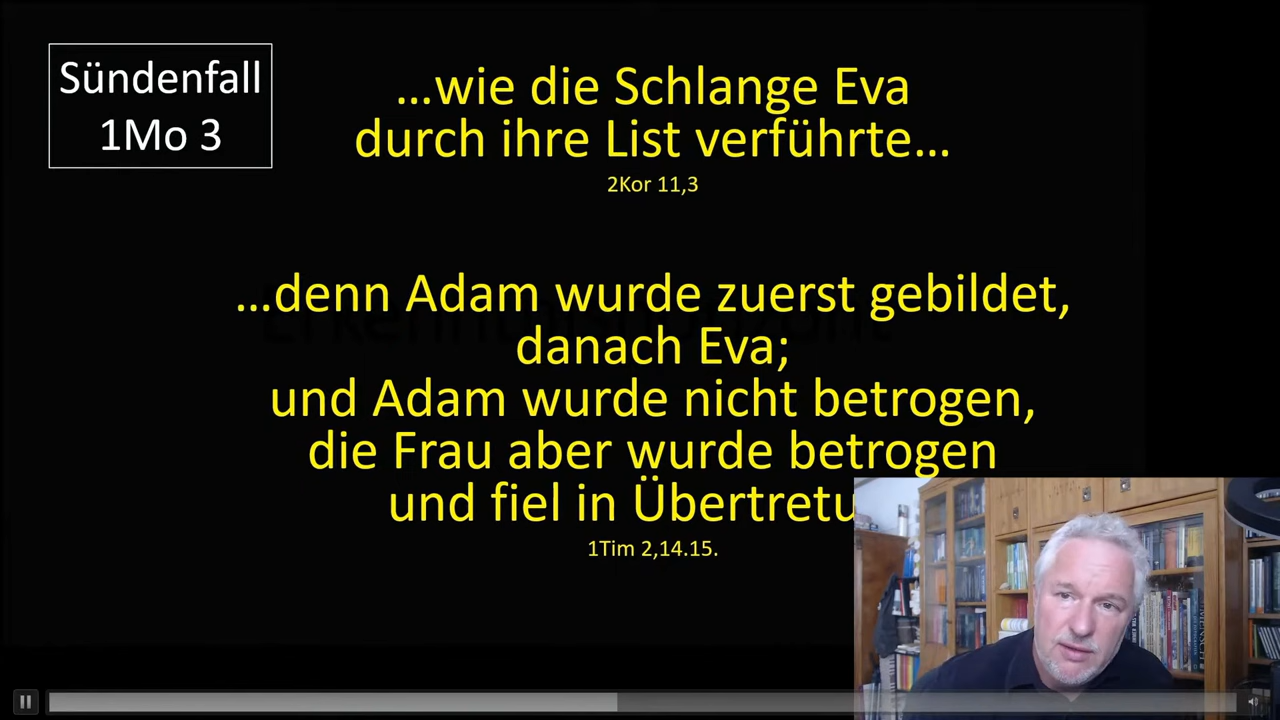 Sündenfall
1Mo 3
...wie die Schlange Eva
durch ihre List verführte...
2Kor 11,3
...denn Adam wurde zuerst gebildet,
danach Eva;
und Adam wurde nicht betrogen,
die Frau aber wurde betrogen
und fiel in Übertretu
1Tim 2,14.15.